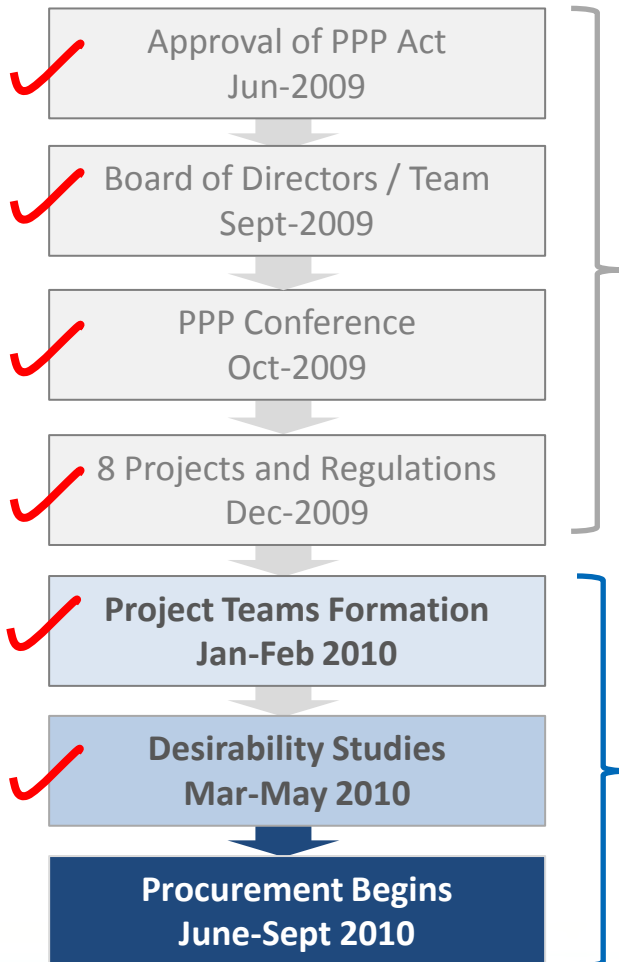 Approval of PPP Act
Jun-2009
Board of Directors / Team
Sept-2009
PPP Conference
Oct-2009
8 Projects and Regulations
Dec-2009
Project Teams Formation
Jan-Feb 2010
Desirability Studies
Mar-May 2010
Procurement Begins
June-Sept 2010